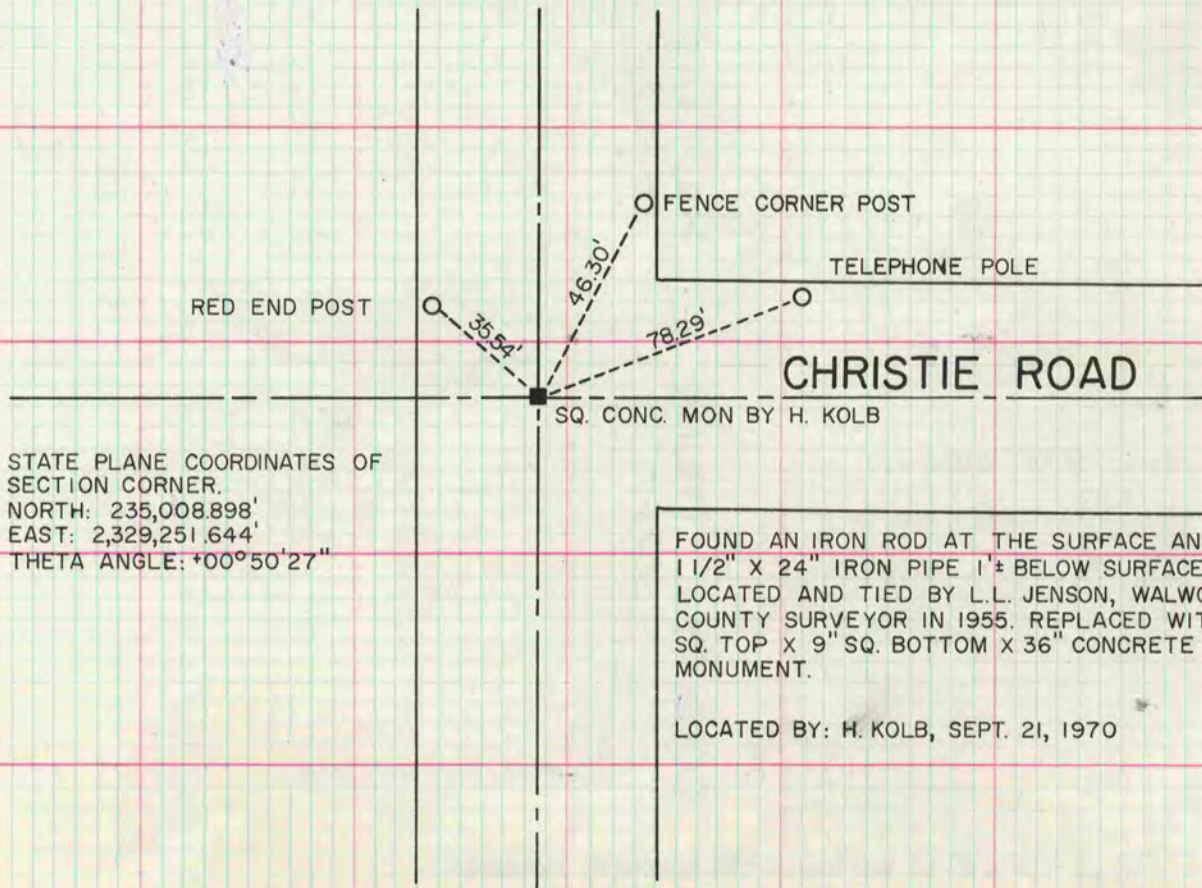 FENCE CORNER POST
TELEPHONE POLE
RED END POST
46.30'
35.54'
78.29'
CHRISTIE ROAD
SQ. CONC. MON BY H. KOLB
STATE PLANE COORDINATES OF
SECTION CORNER.
NORTH: 235,008.898'
EAST: 2,329,251.644'
THETA ANGLE: +00°50'27"
FOUND AN IRON ROD AT THE SURFACE AN
1 1/2" X 24" IRON PIPE 1'± BELOW SURFACE
LOCATED AND TIED BY L.L. JENSON, WALWO
COUNTY SURVEYOR IN 1955. REPLACED WIT
SQ. TOP X 9" SQ. BOTTOM X 36" CONCRETE
MONUMENT.
LOCATED BY: H. KOLB, SEPT. 21, 1970